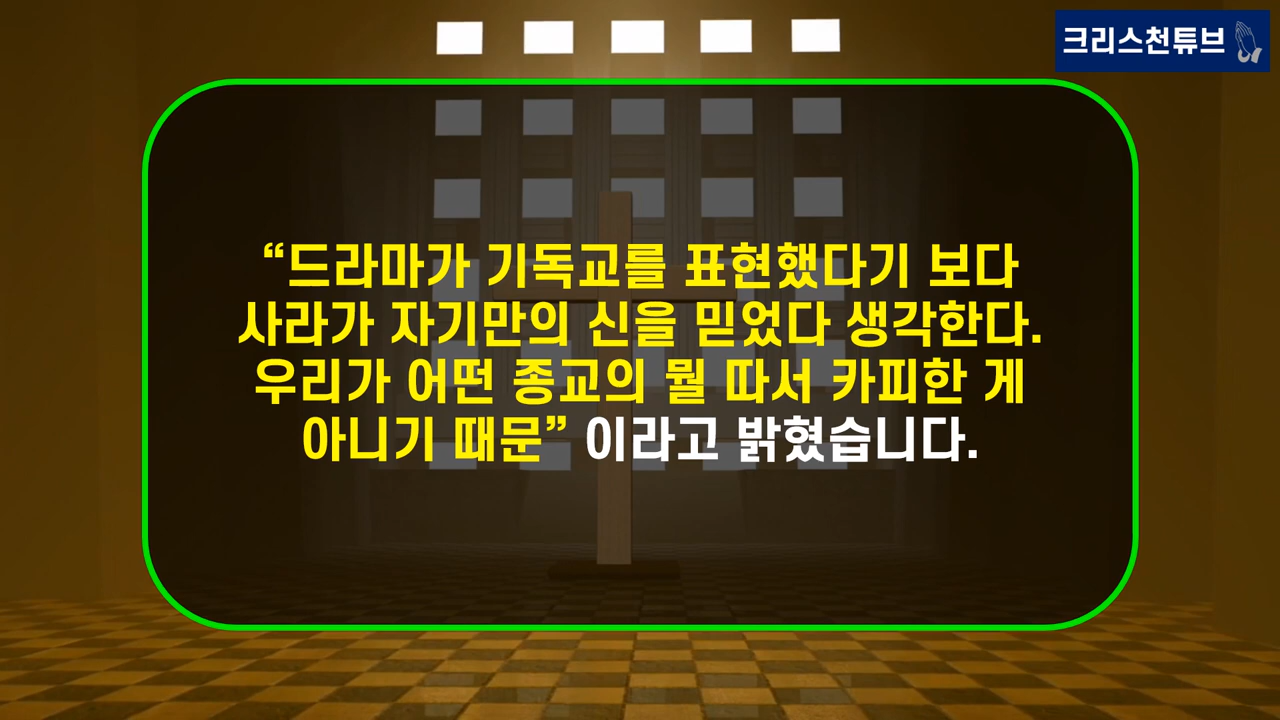 크리스천튜브
“드라마가 기독교를 표현했다기 보다
사라가 자기만의 신을 믿었다 생각한다.
우리가 어떤 종교의 뭘 따서 카피한 게
아니기 때문” 이라고 밝혔습니다.